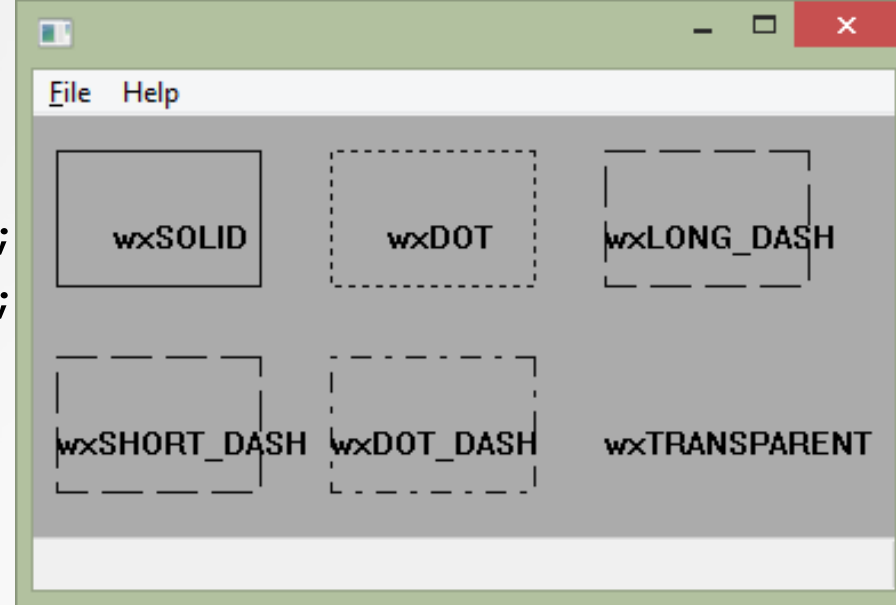 File Help
wxSOLID wxDOT wxLONG_DASH
;
;
wxSHORT_DASH wxDOT_DASH wxTRANSPARENT